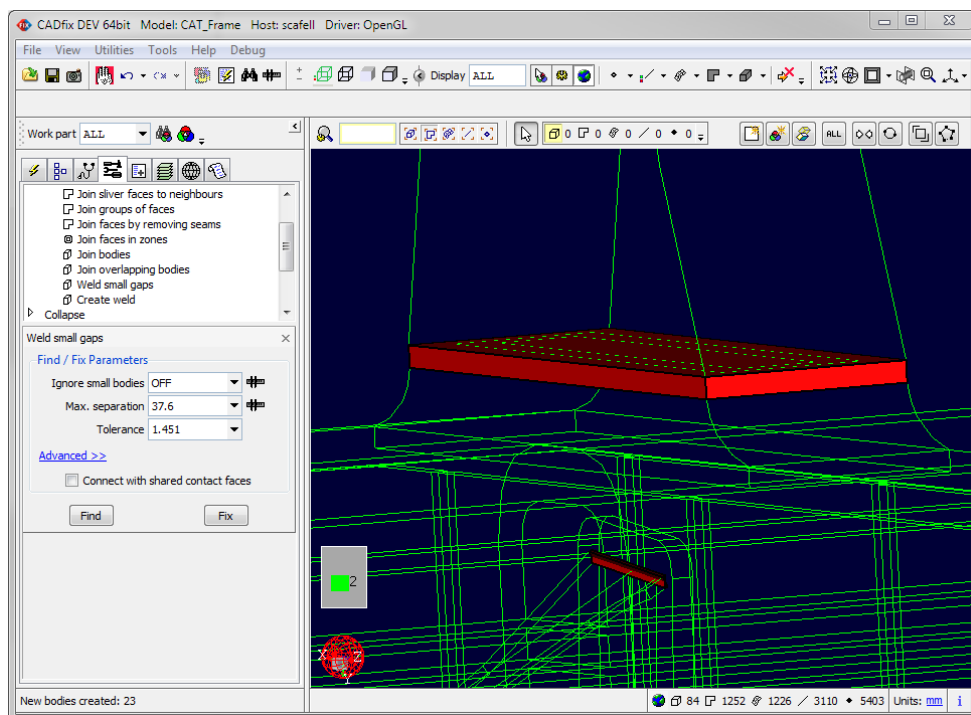 CADfix DEV 64bit Model: CAT_Frame Host: scafell Driver: OpenGL
File View Utilities Tools Help Debug
Display ALL
Work part ALL
0 0 0 0 0
ALL
Join sliver faces to neighbours
Join groups of faces
Join faces by removing seams
Join faces in zones
Join bodies
Join overlapping bodies
Weld small gaps
Create weld
Collapse
Weld small gaps
Find / Fix Parameters
Ignore small bodies OFF
Max. separation 37.6
Tolerance 1.451
Advanced >>
Connect with shared contact faces
Find Fix
2
X Z
Y
New bodies created: 23
84 1252 1226 3110 5403 Units: mm i